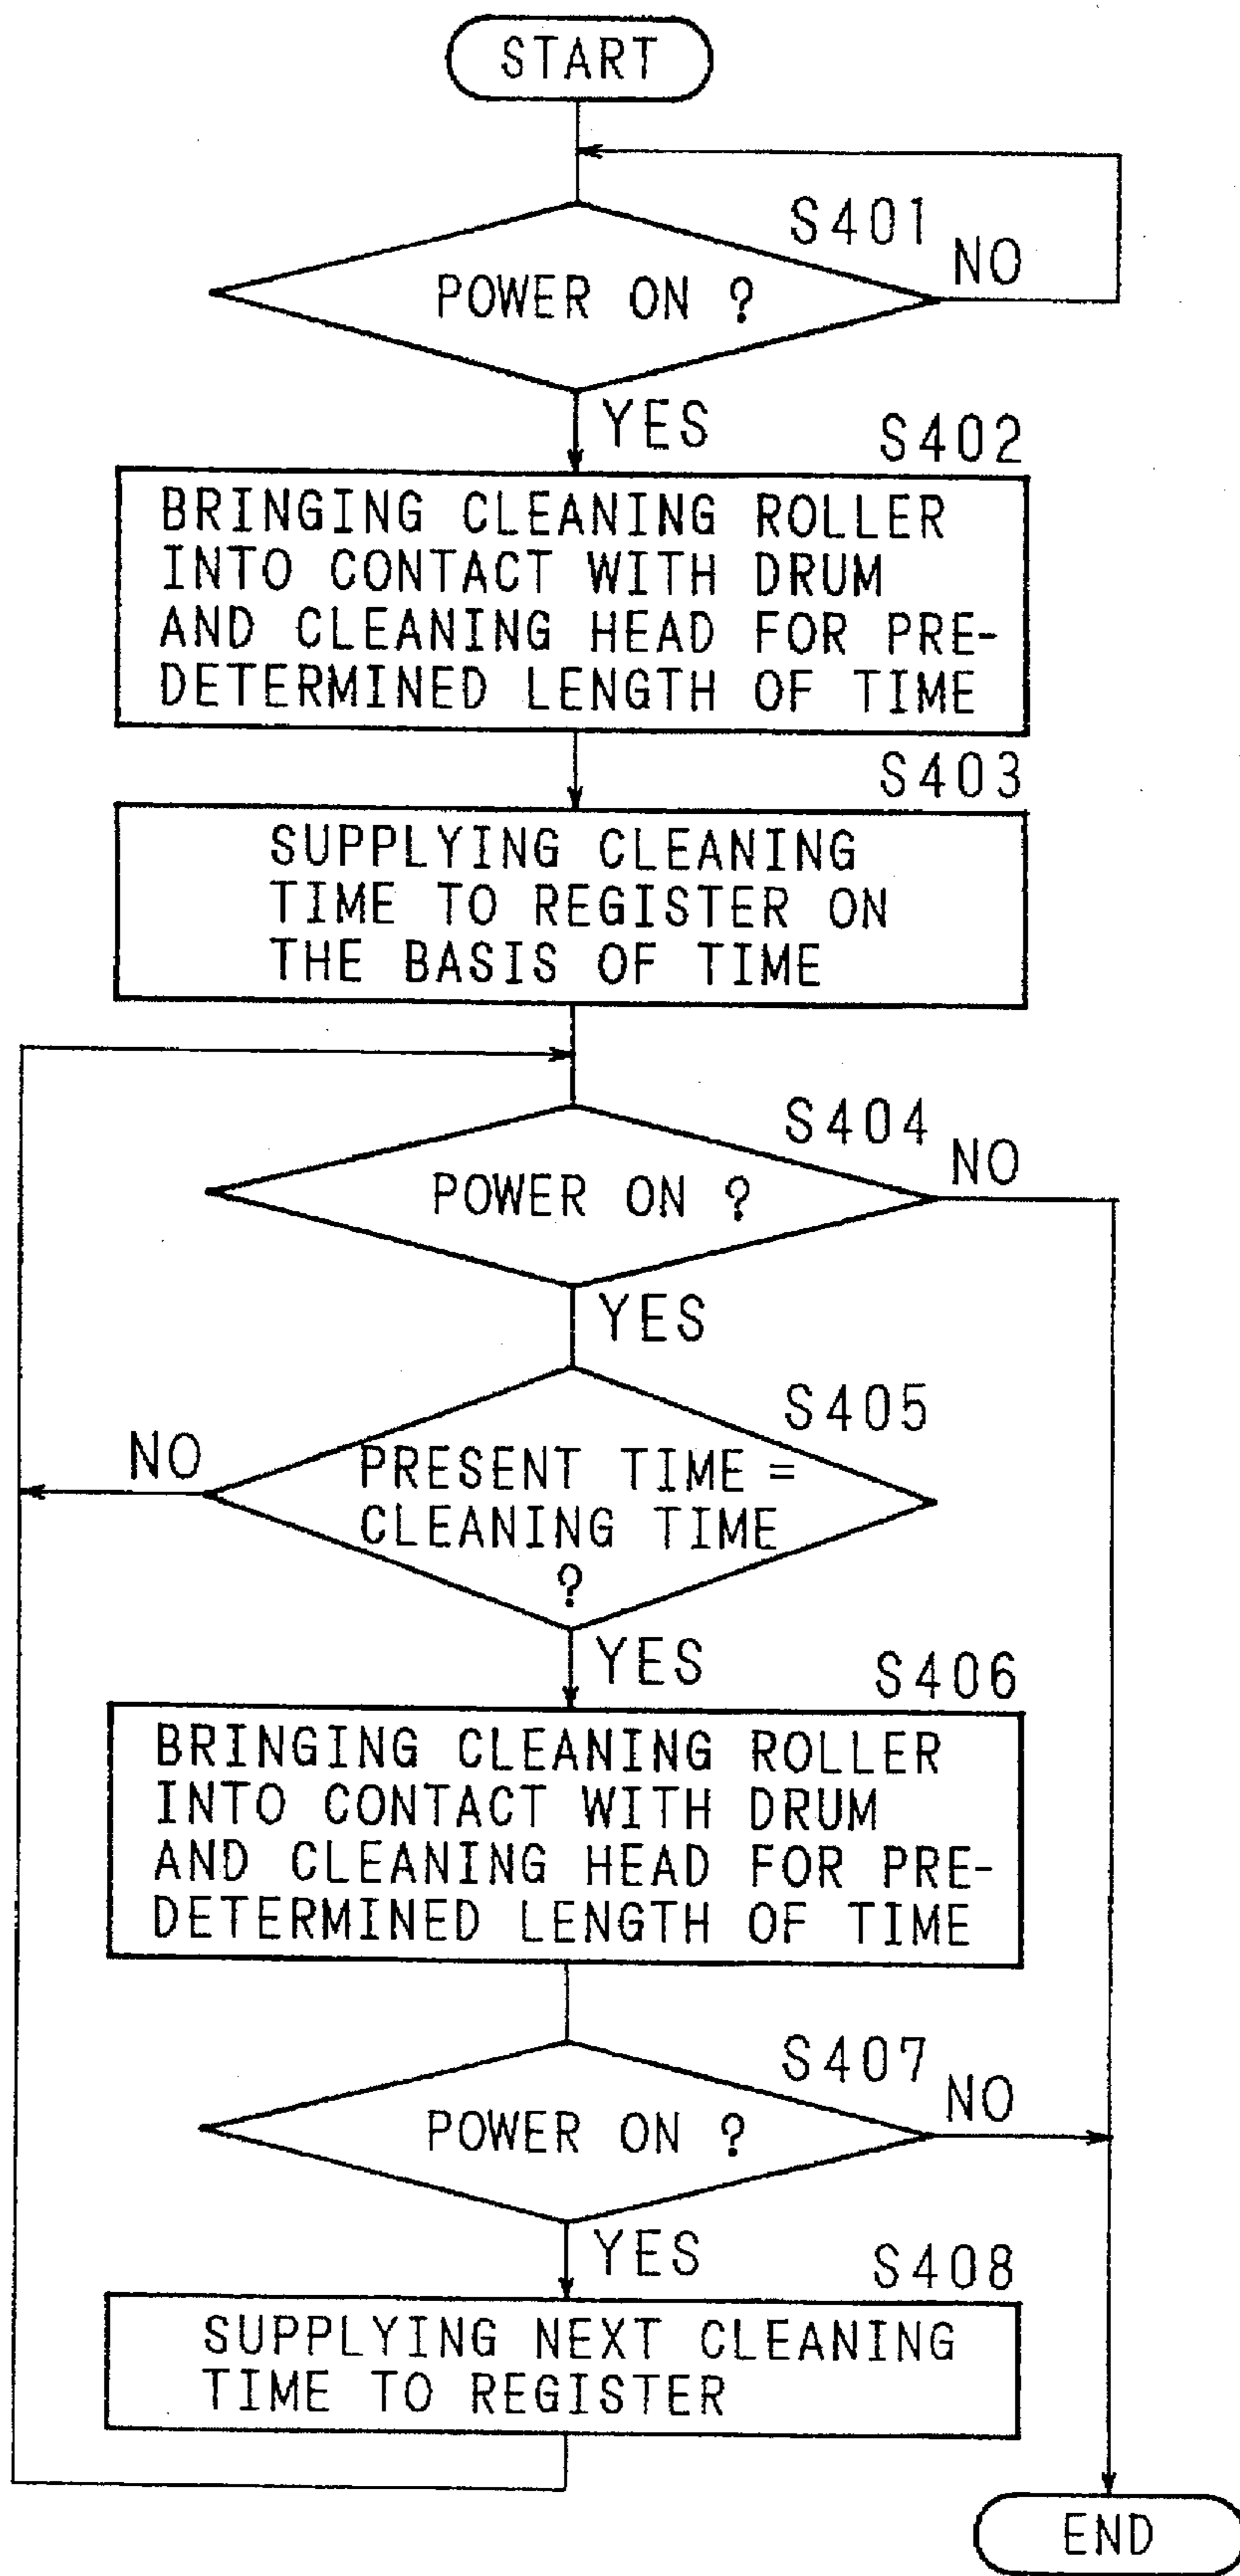 START
S401
NO
POWER ON ?
YES
S402
BRINGING CLEANING ROLLER
INTO CONTACT WITH DRUM
AND CLEANING HEAD FOR PRE-
DETERMINED LENGTH OF TIME
S403
SUPPLYING CLEANING
TIME TO REGISTER ON
THE BASIS OF TIME
S404
NO
POWER ON ?
YES
S405
NO
PRESENT TIME =
CLEANING TIME
?
YES
S406
BRINGING CLEANING ROLLER
INTO CONTACT WITH DRUM
AND CLEANING HEAD FOR PRE-
DETERMINED LENGTH OF TIME
S407
NO
POWER ON ?
YES
S408
SUPPLYING NEXT CLEANING
TIME TO REGISTER
END